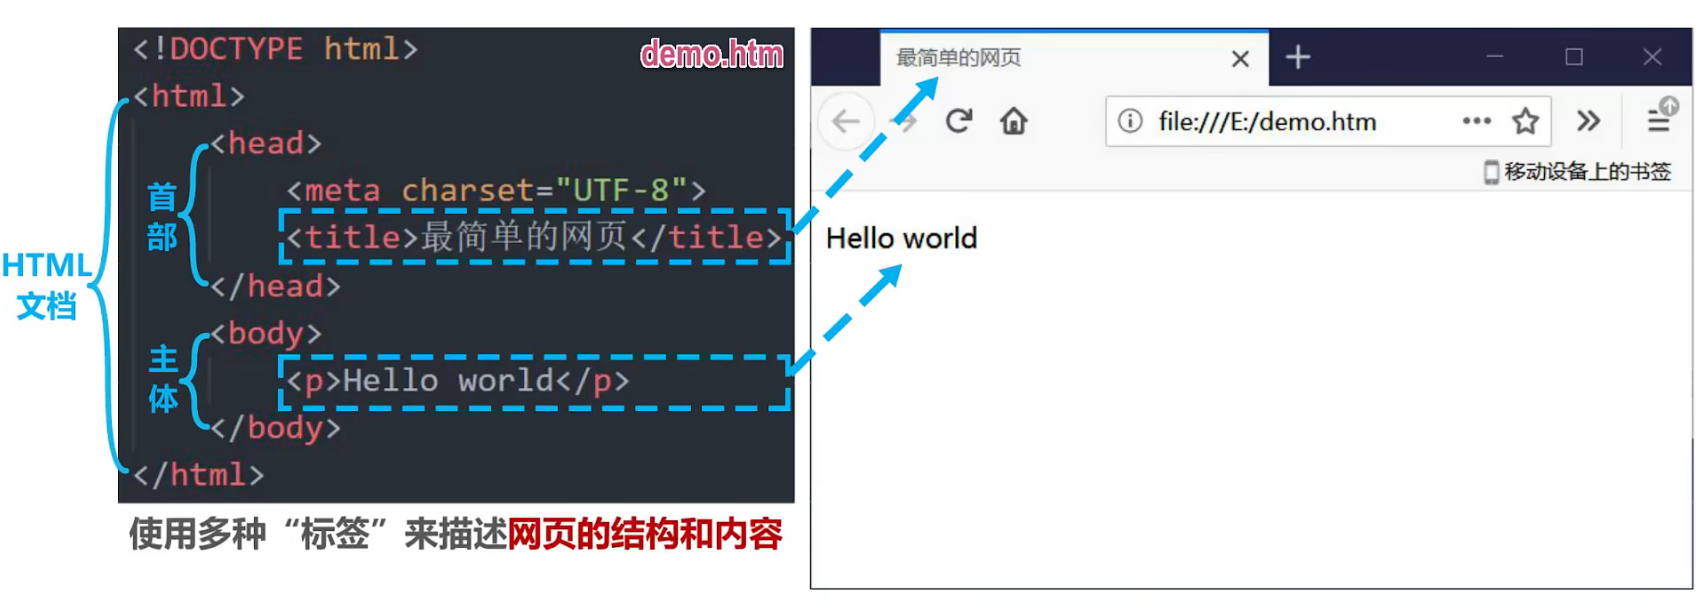 <!DOCTYPE html>
demo.htm
<html>
<head>
<meta charset="UTF-8">
<title>最简单的网页</title>
</head>
<body>
<p>Hello world</p>
</body>
</html>
HTML
文档
首
部
主
体
使用多种“标签”来描述网页的结构和内容
最简单的网页
file:///E:/demo.htm
移动设备上的书签
Hello world